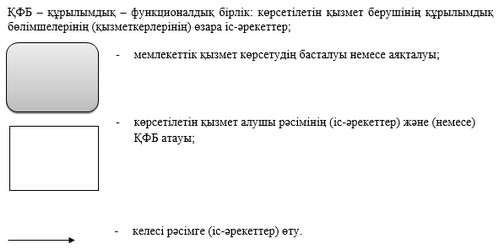 ҚФБ – құрылымдық – функционалдық бірлік: көрсетілетін қызмет берушінің құрылымдық
бөлімшелерінің (қызметкерлерінің) өзара іс-әрекеттер;
- мемлекеттік қызмет көрсетудің басталуы немесе аяқталуы;
- көрсетілетін қызмет алушы рәсімінің (іс-әрекеттер) және (немесе)
ҚФБ атауы;
- келесі рәсімге (іс-әрекеттер) өту.